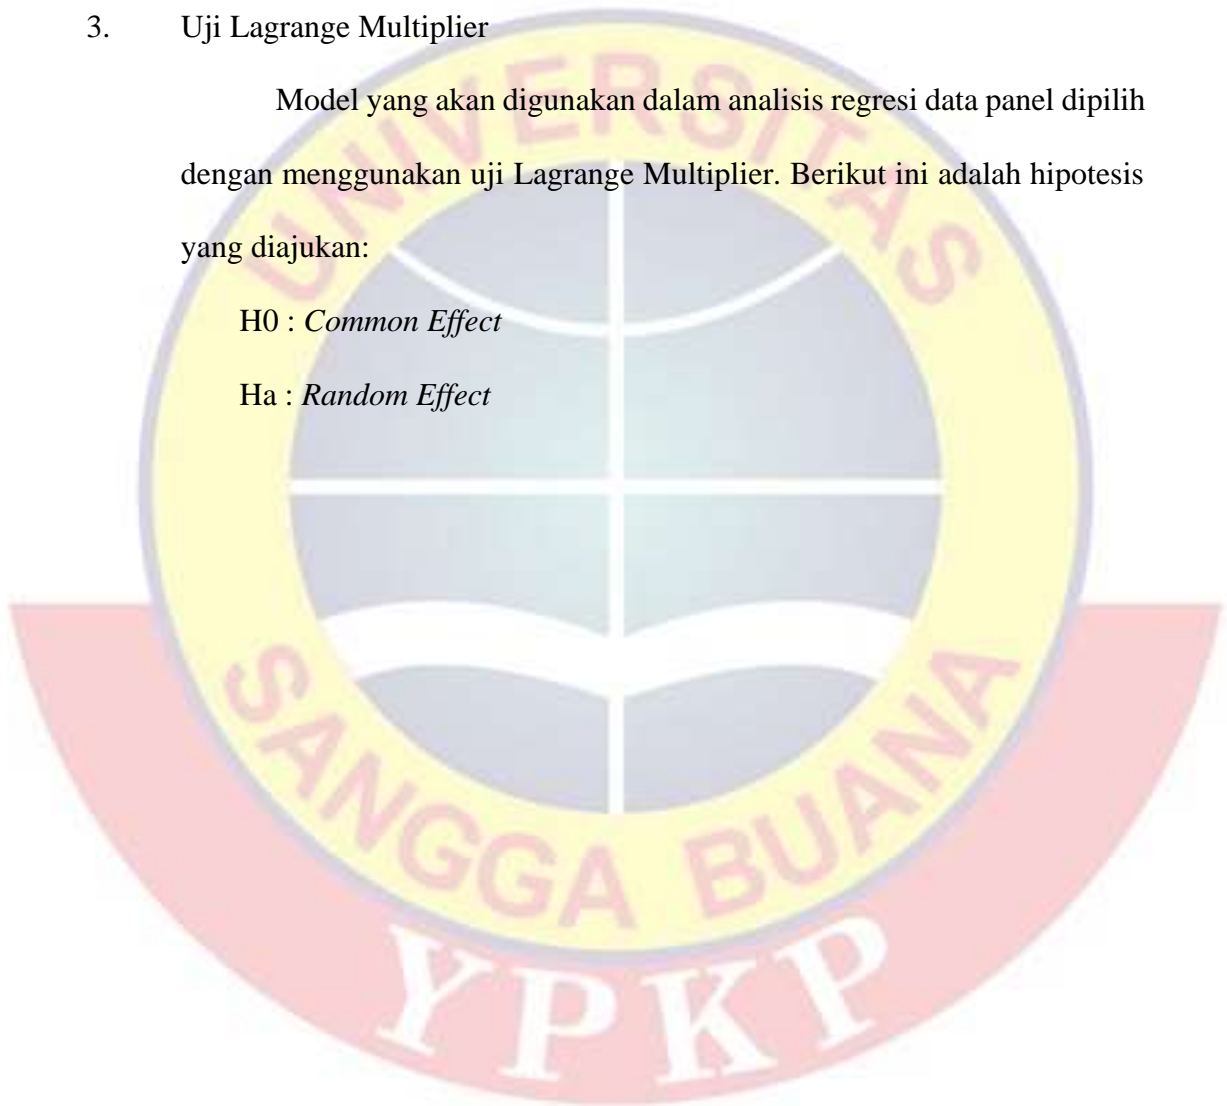 3. Uji Lagrange Multiplier
Model yang akan digunakan dalam analisis regresi data panel dipilih
dengan menggunakan uji Lagrange Multiplier. Berikut ini adalah hipotesis
yang diajukan:
H0 : Common Effect
Ha : Random Effect
UNIVERSITAS
SANGGA BUANA
YPKP